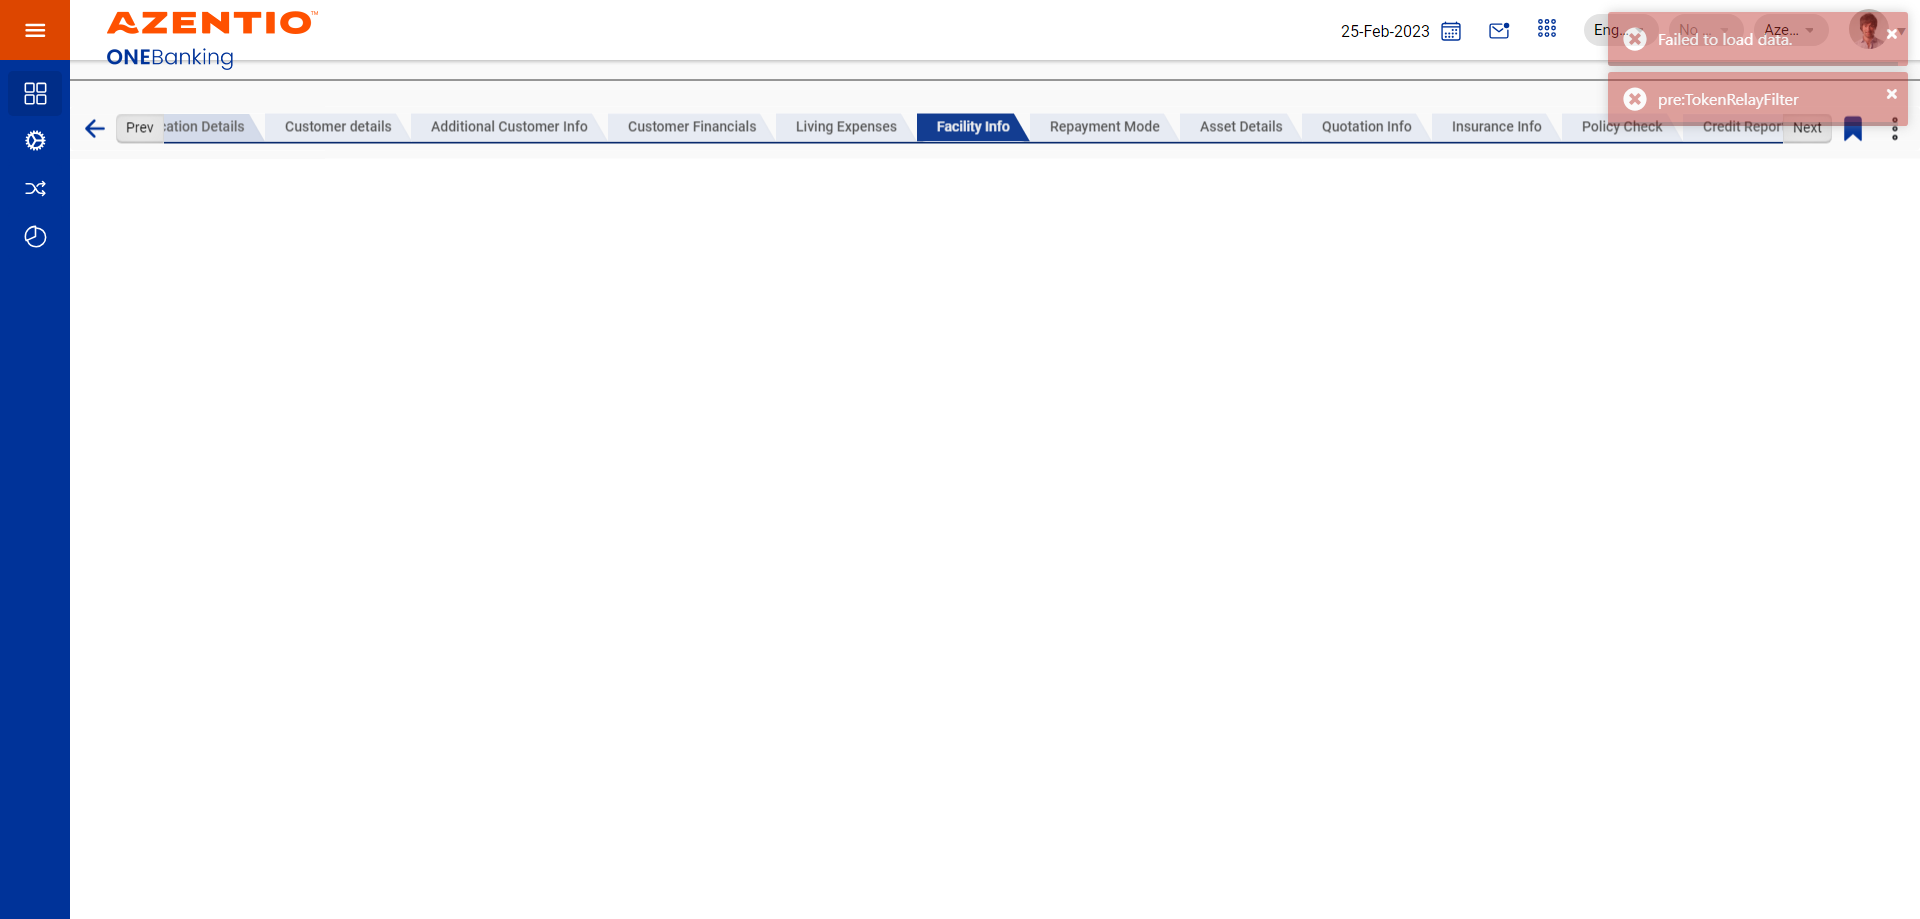 AZENTIO™
ONEBanking
25-Feb-2023
Eng...
No ...
Aze...
Failed to load data.
pre:TokenRelayFilter
Prev
cation Details
Customer details
Additional Customer Info
Customer Financials
Living Expenses
Facility Info
Repayment Mode
Asset Details
Quotation Info
Insurance Info
Policy Check
Credit Repor
Next